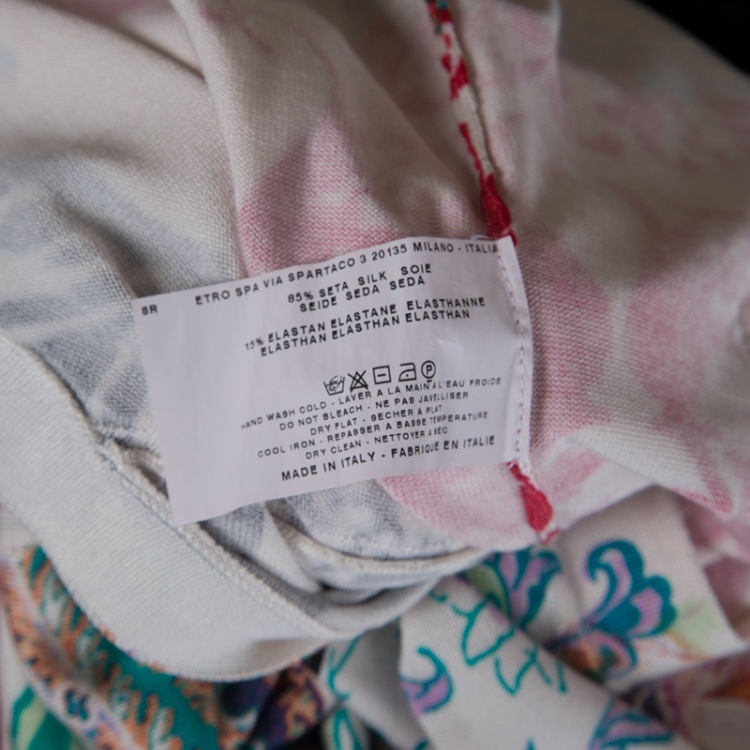 8R
ETRO SPA VIA SPARTACO 3 20135 MILANO - ITALIA
85% SETA SILK SOIE
SEIDE SEDA SEDA
15% ELASTAN ELASTANE ELASTHANNE
ELASTHAN ELASTHAN ELASTHAN
HAND WASH COLD - LAVER A LA MAIN A L'EAU FROIDE
DO NOT BLEACH - NE PAS JAVELLISER
DRY FLAT - SECHER A PLAT
COOL IRON - REPASSER A BASSE TEMPERATURE
DRY CLEAN - NETTOYER A SEC
MADE IN ITALY - FABRIQUÉ EN ITALIE